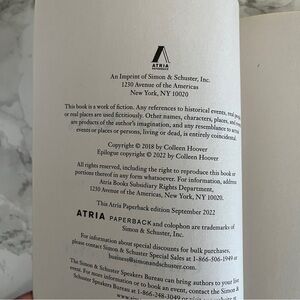 ATRIA
PAPERBACK
An Imprint of Simon & Schuster, Inc.
1230 Avenue of the Americas
New York, NY 10020
This book is a work of fiction. Any references to historical events, real people,
or real places are used fictitiously. Other names, characters, places, and events
are products of the author's imagination, and any resemblance to actual
events or places or persons, living or dead, is entirely coincidental.
Copyright © 2018 by Colleen Hoover
Epilogue copyright © 2022 by Colleen Hoover
All rights reserved, including the right to reproduce this book or
portions thereof in any form whatsoever. For information, address
Atria Books Subsidiary Rights Department,
1230 Avenue of the Americas, New York, NY 10020.
This Atria Paperback edition September 2022
ATRIA PAPERBACK and colophon are trademarks of
Simon & Schuster, Inc.
For information about special discounts for bulk purchases,
please contact Simon & Schuster Special Sales at 1-866-506-1949 or
business@simonandschuster.com.
The Simon & Schuster Speakers Bureau can bring authors to your live
event. For more information or to book an event, contact the Simon &
Schuster Speakers Bureau at 1-866-248-3049 or visit